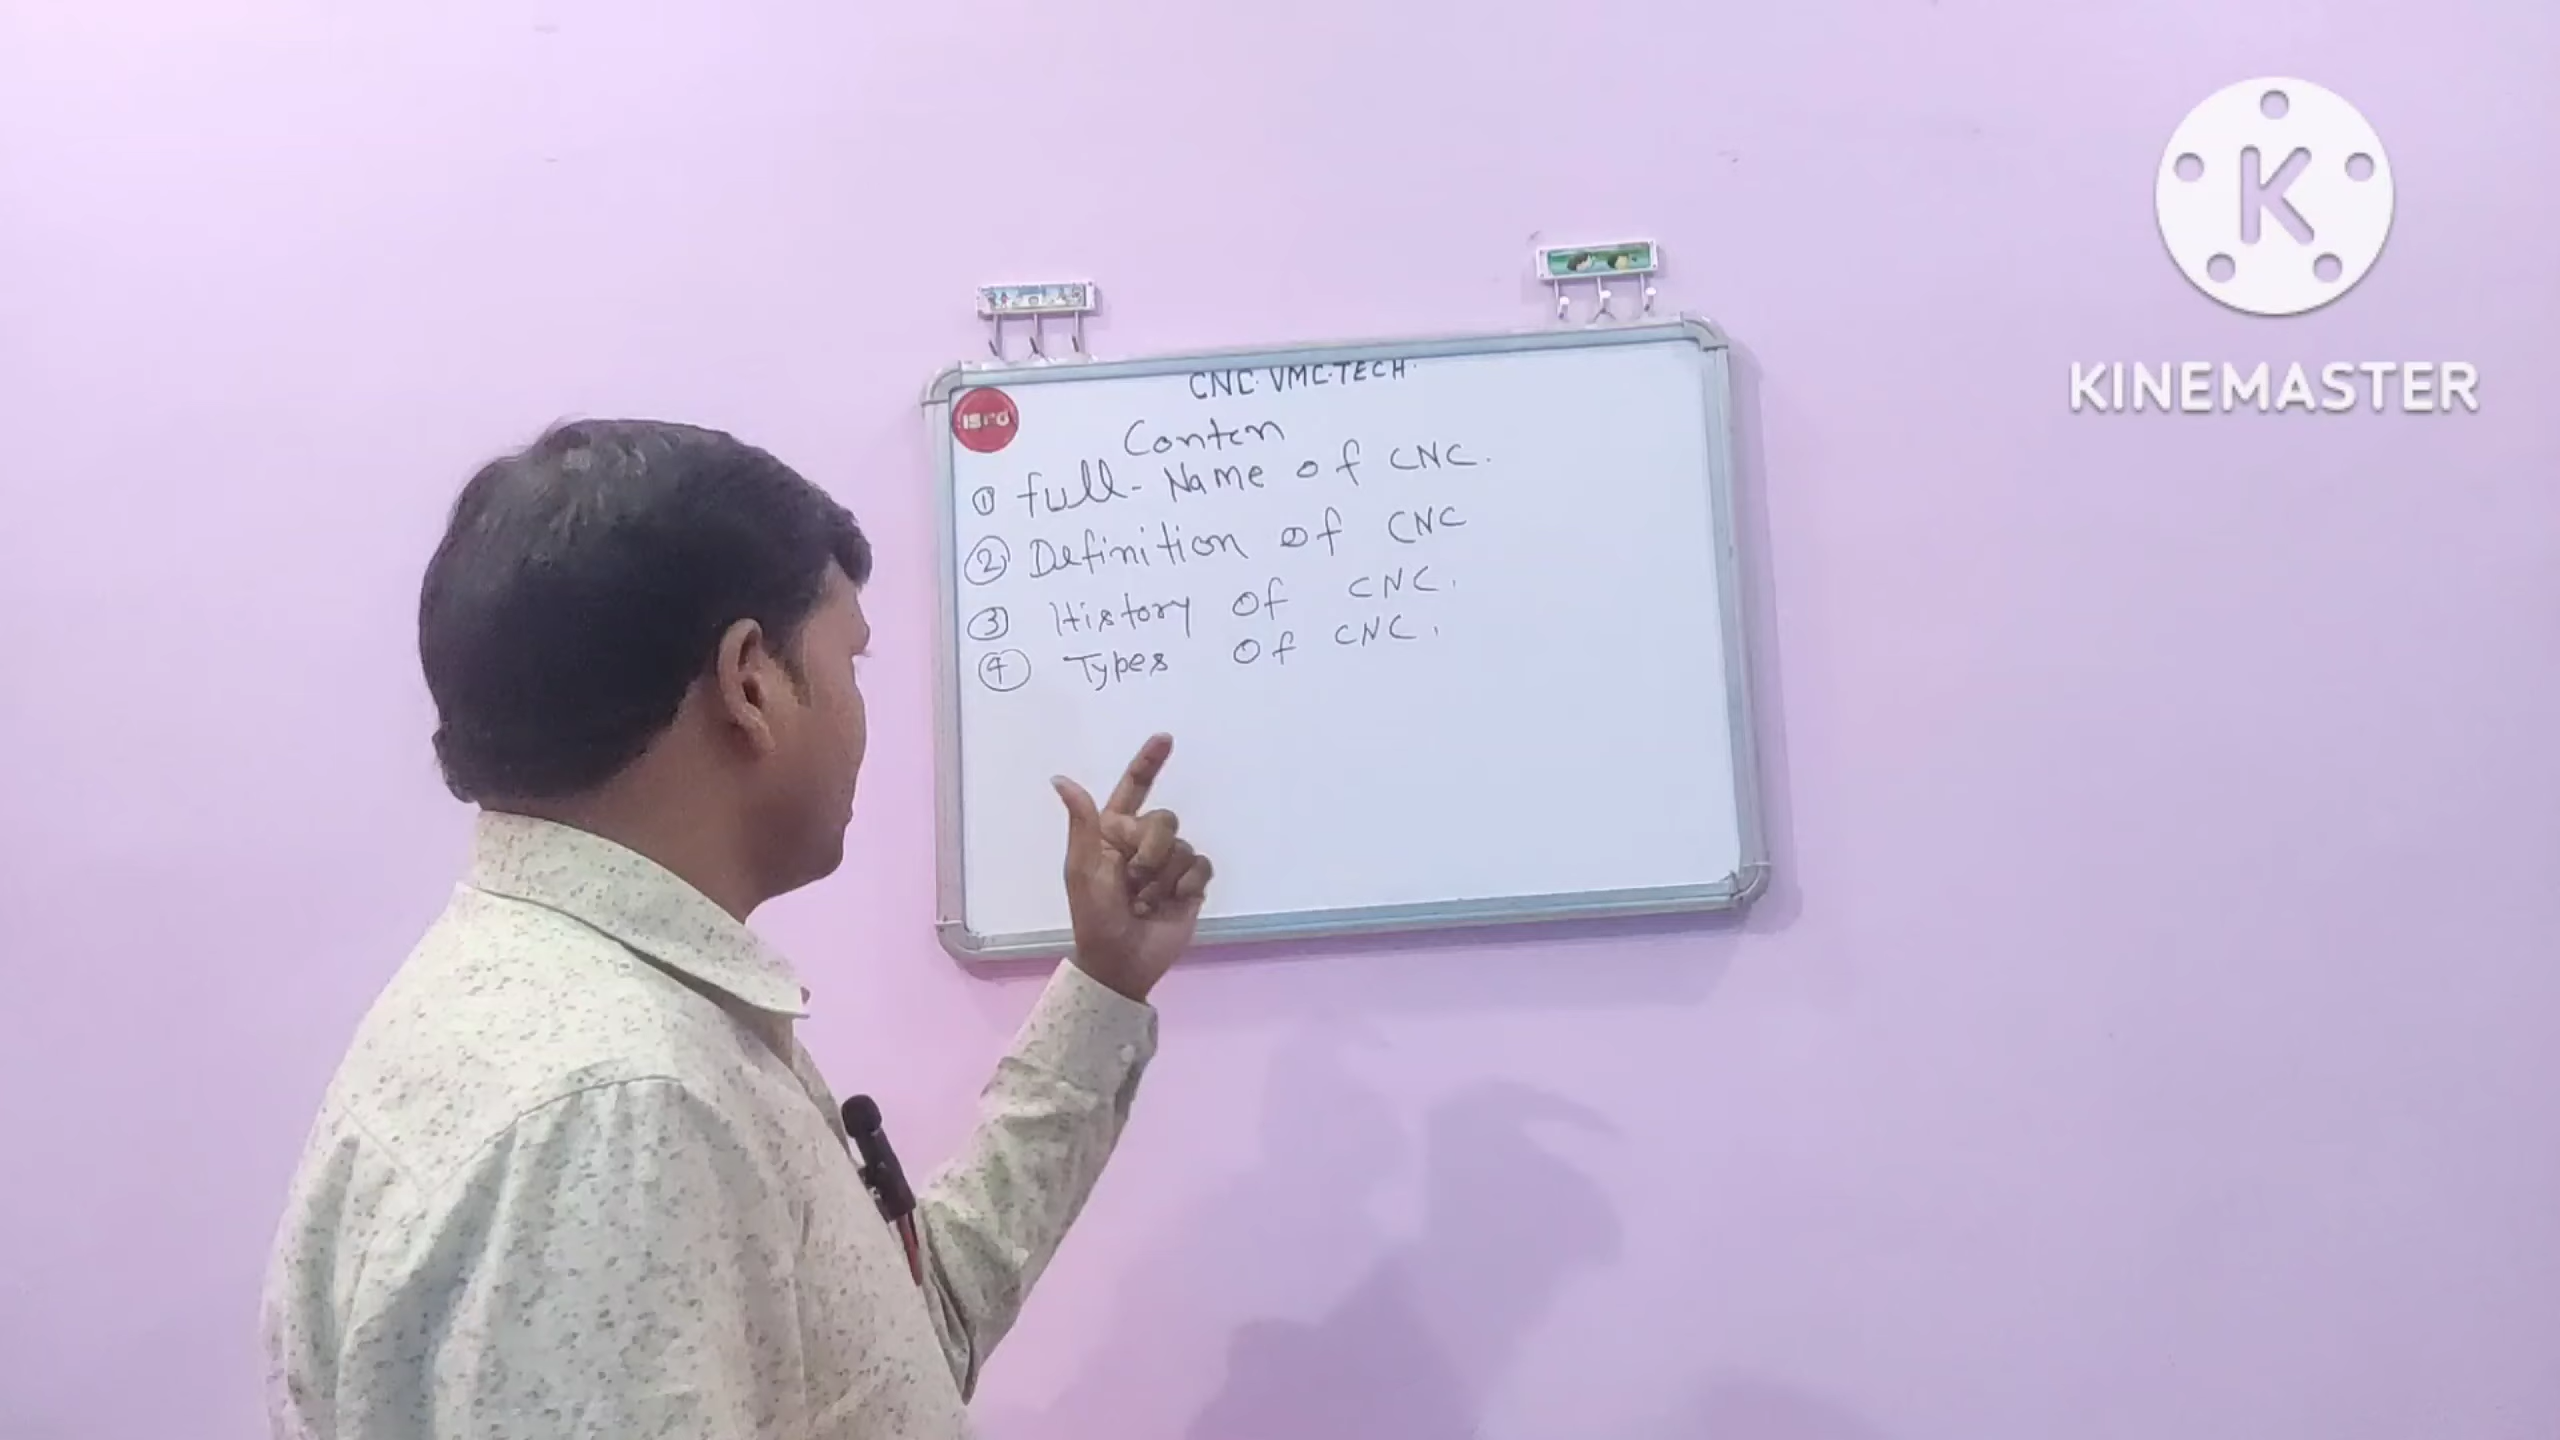 CNC. VMC.TECH.
Conten
① full-Name of CNC.
② Definition of CNC
③ History of CNC.
④ Types of CNC.
KINEMASTER